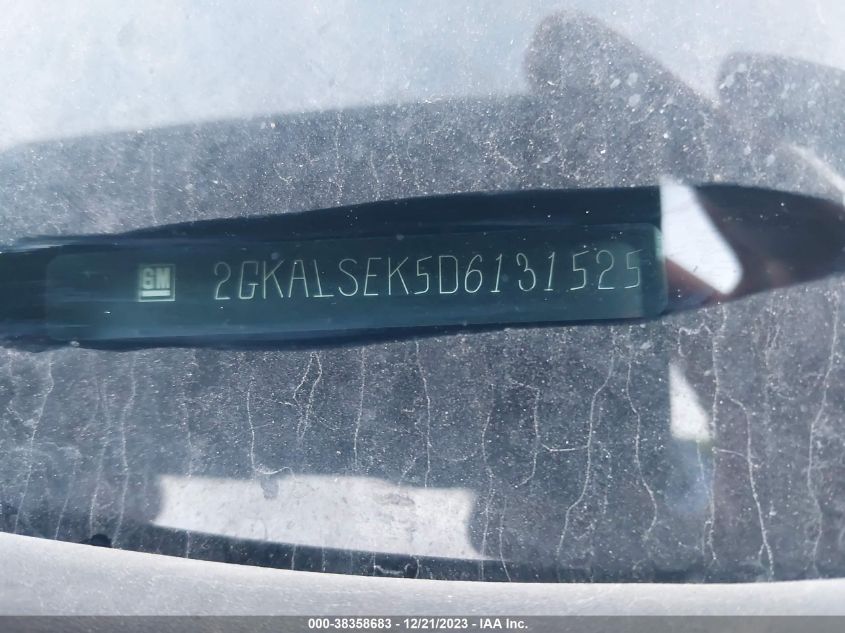 GM 2GKALSEK5D6131525
000-38358683 - 12/21/2023 - IAA Inc.